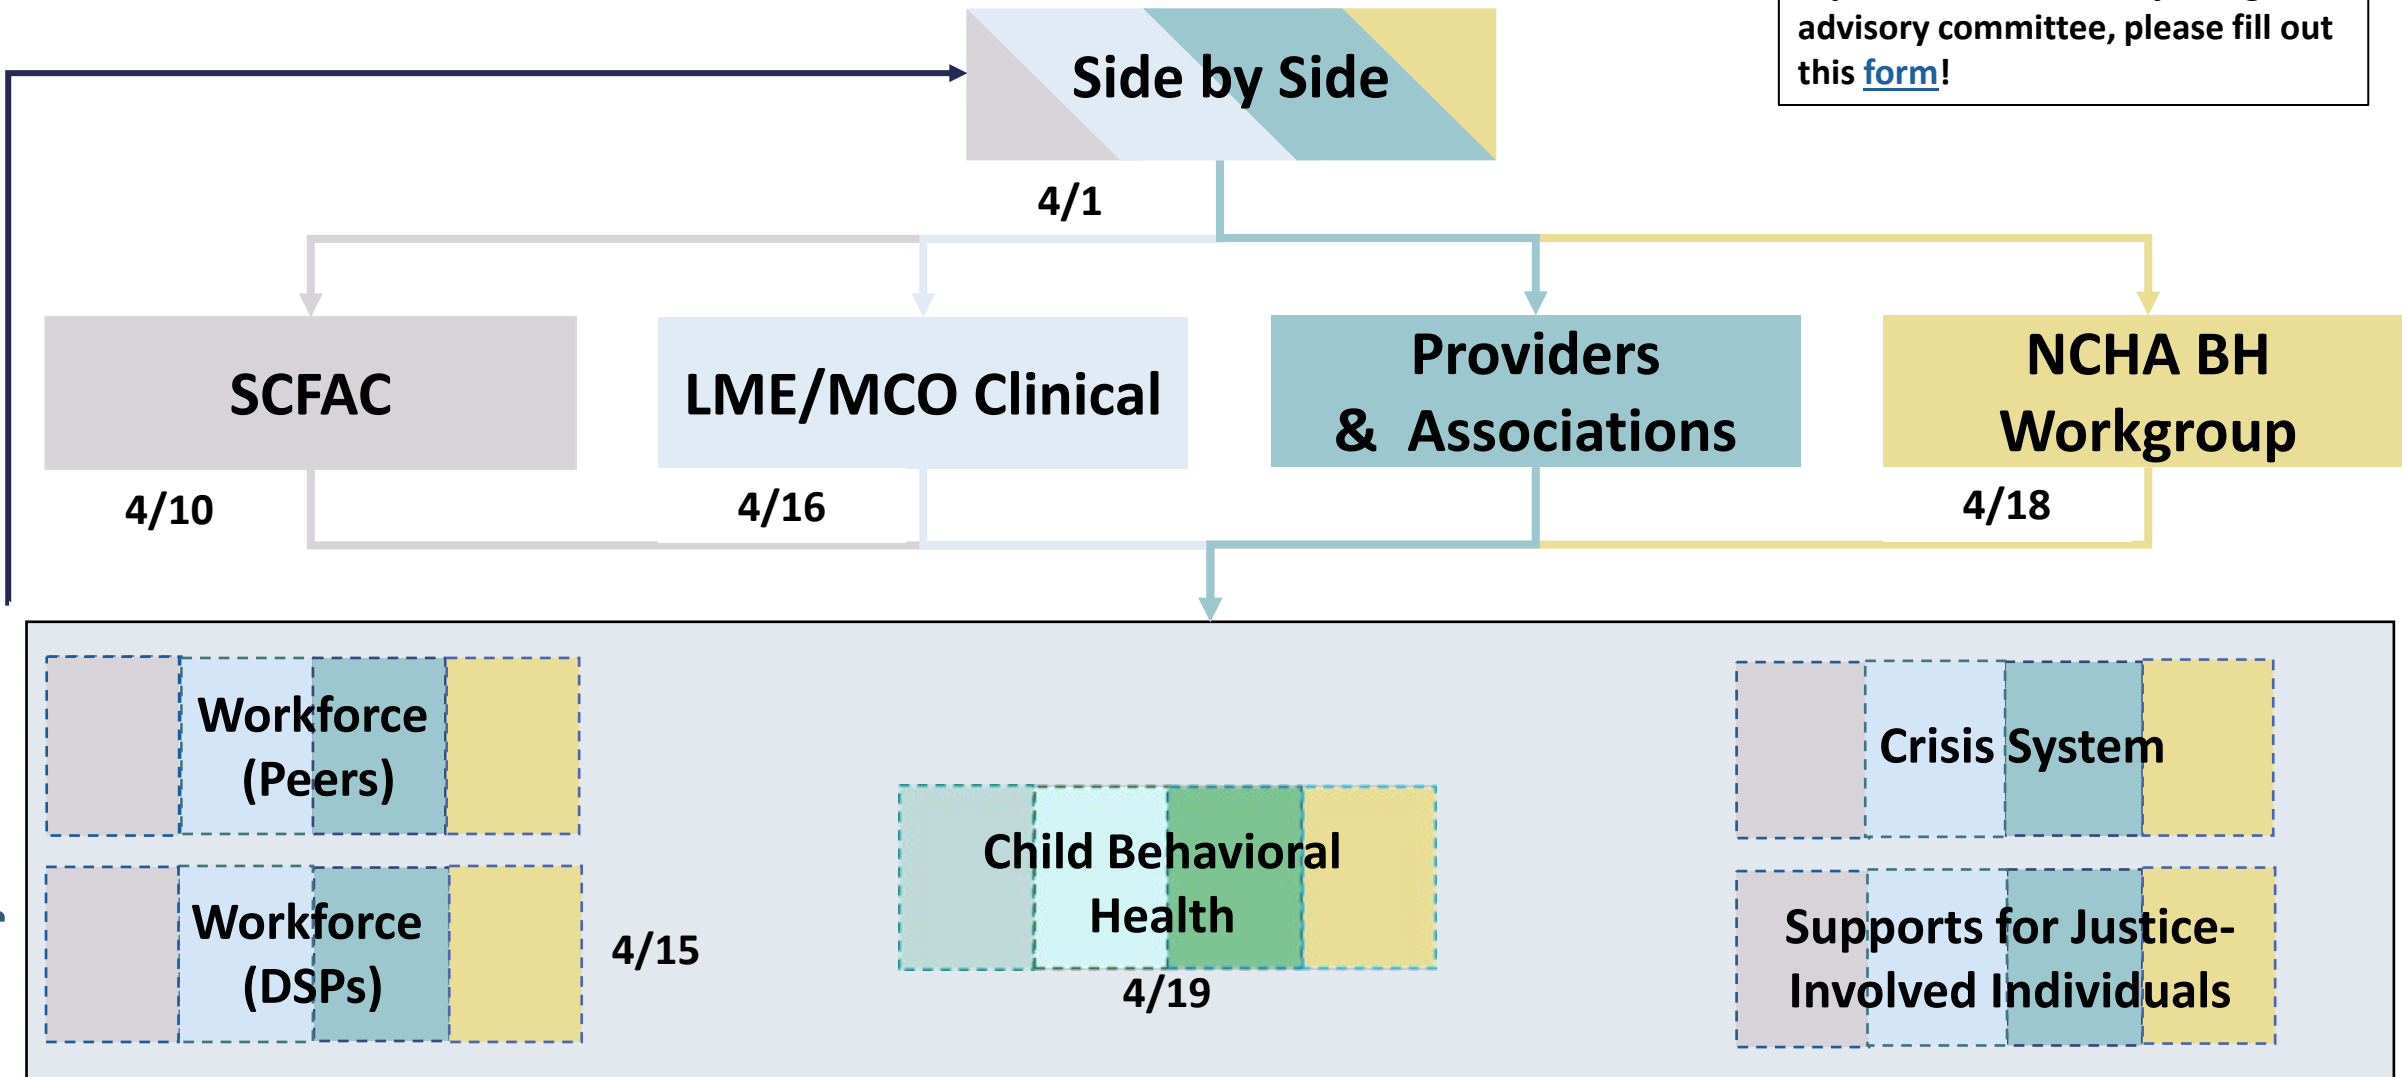 advisory committee, please fill out
this form!
Side by Side
4/1
SCFAC
LME/MCO Clinical
Providers
& Associations
NCHA BH
Workgroup
4/10
4/16
4/18
Workforce
(Peers)
Workforce
(DSPs)
4/15
Child Behavioral
Health
4/19
Crisis System
Supports for Justice-
Involved Individuals